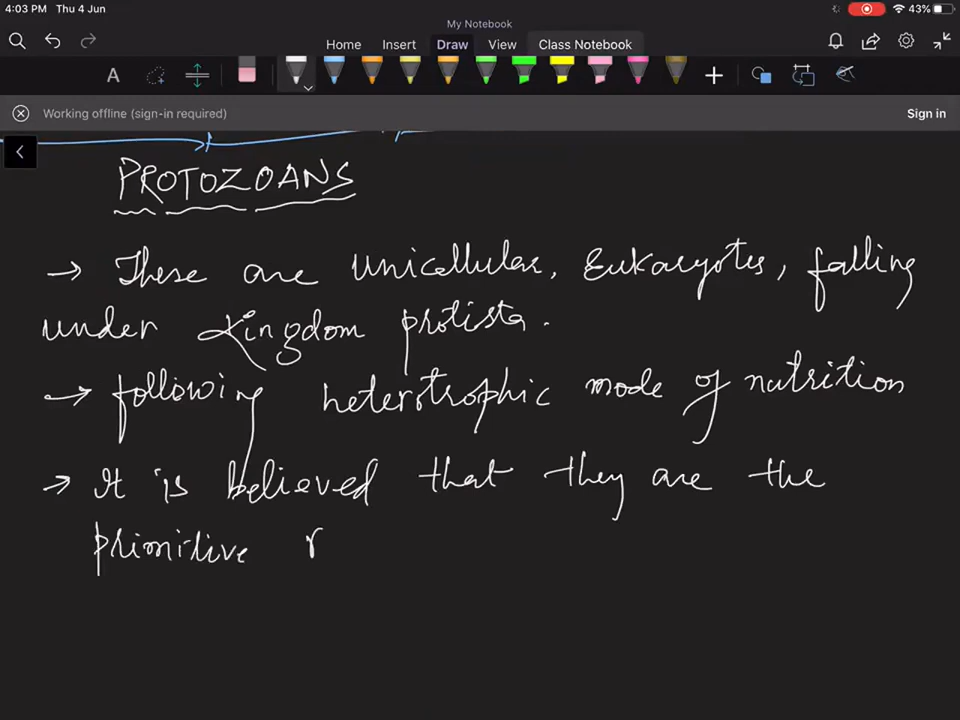 4:03 PM Thu 4 Jun
43%
My Notebook
Home Insert Draw View Class Notebook
A
Working offline (sign-in required) Sign in
PROTOZOANS
→ These are unicellular, Eukaryotes, falling
under Kingdom protista.
→ following heterotrophic mode of nutrition
→ It is believed that they are the
primitive r